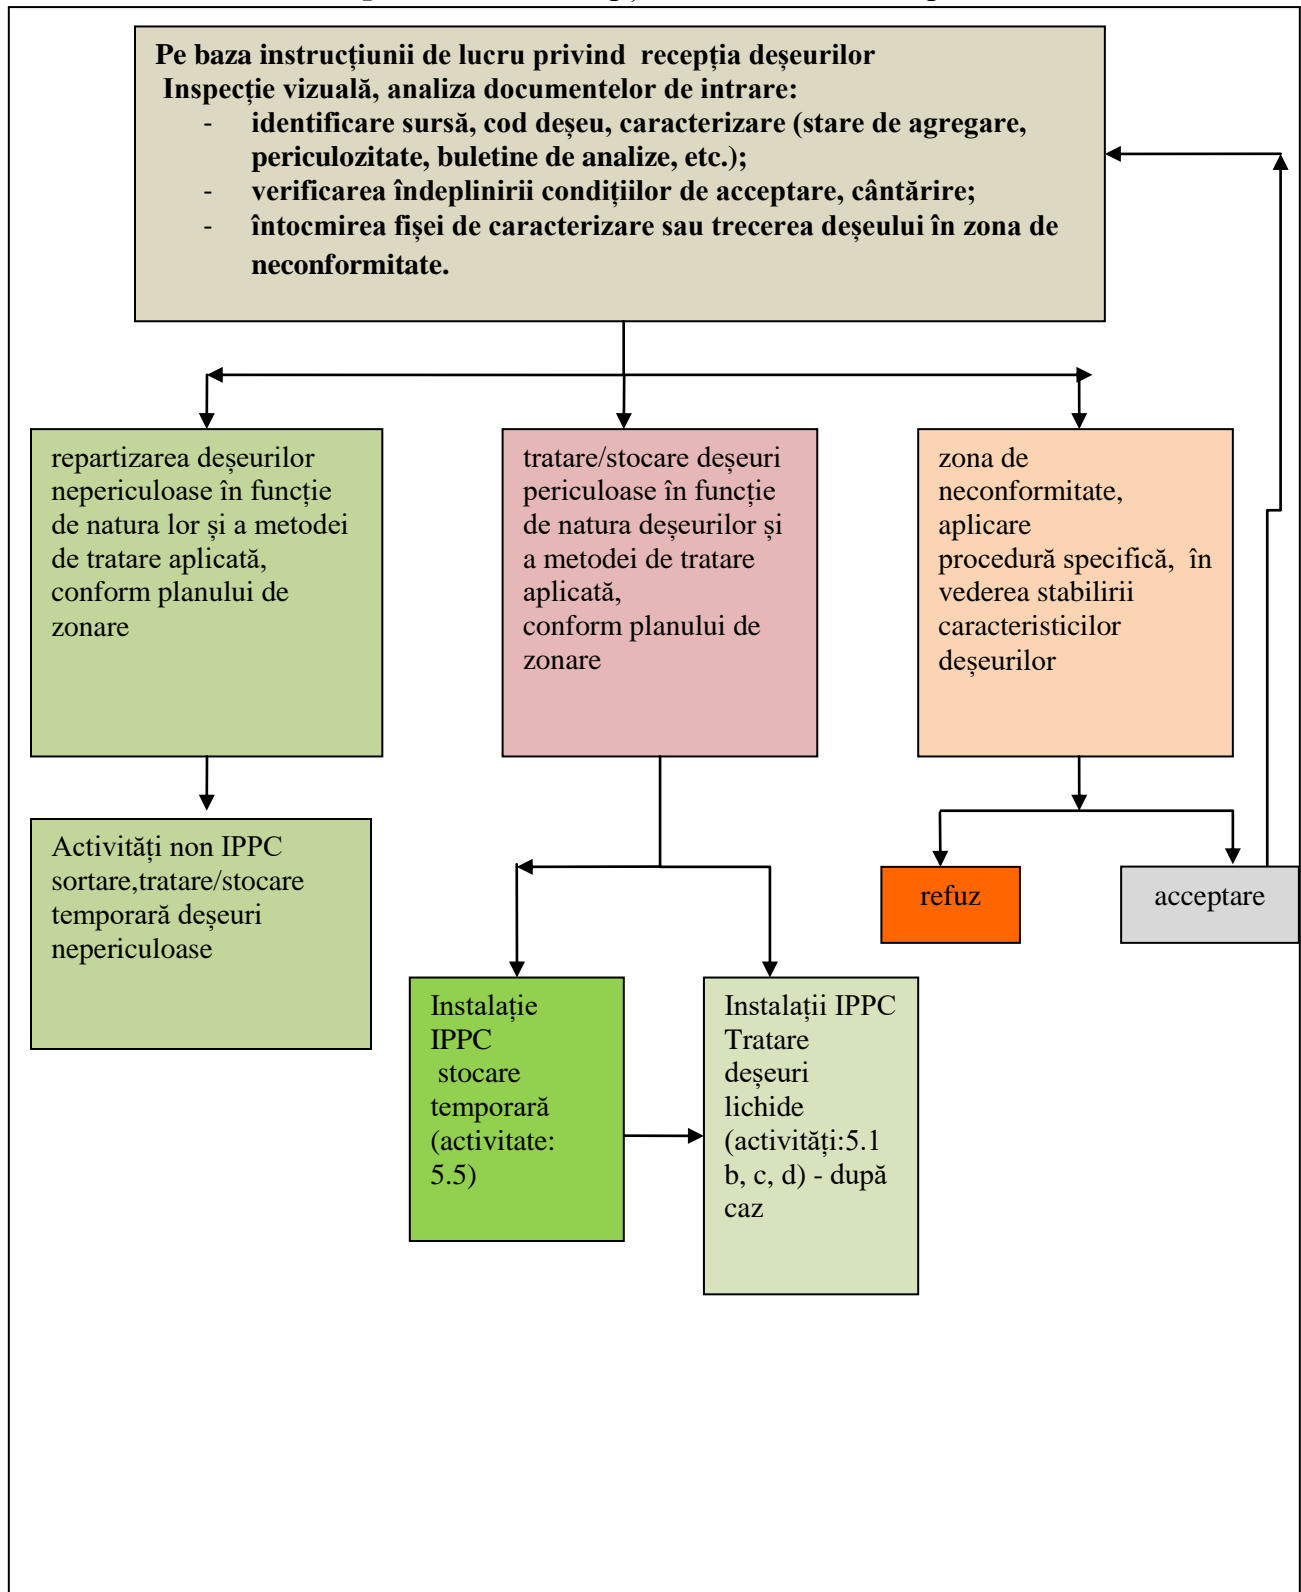 Pe baza instrucțiunii de lucru privind recepția deșeurilor
Inspecție vizuală, analiza documentelor de intrare:
- identificare sursă, cod deșeu, caracterizare (stare de agregare,
periculozitate, buletine de analize, etc.);
- verificarea îndeplinirii condițiilor de acceptare, cântărire;
- întocmirea fișei de caracterizare sau trecerea deșeului în zona de
neconformitate.
repartizarea deșeurilor
nepericuloase în funcție
de natura lor și a metodei
de tratare aplicată,
conform planului de
zonare
tratare/stocare deșeuri
periculoase în funcție
de natura deșeurilor și
a metodei de tratare
aplicată,
conform planului de
zonare
zona de
neconformitate,
aplicare
procedură specifică, în
vederea stabilirii
caracteristicilor
deșeurilor
Activități non IPPC
sortare,tratare/stocare
temporară deșeuri
nepericuloase
refuz
acceptare
Instalație
IPPC
stocare
temporară
(activitate:
5.5)
Instalații IPPC
Tratare
deșeuri
lichide
(activități:5.1
b, c, d) - după
caz